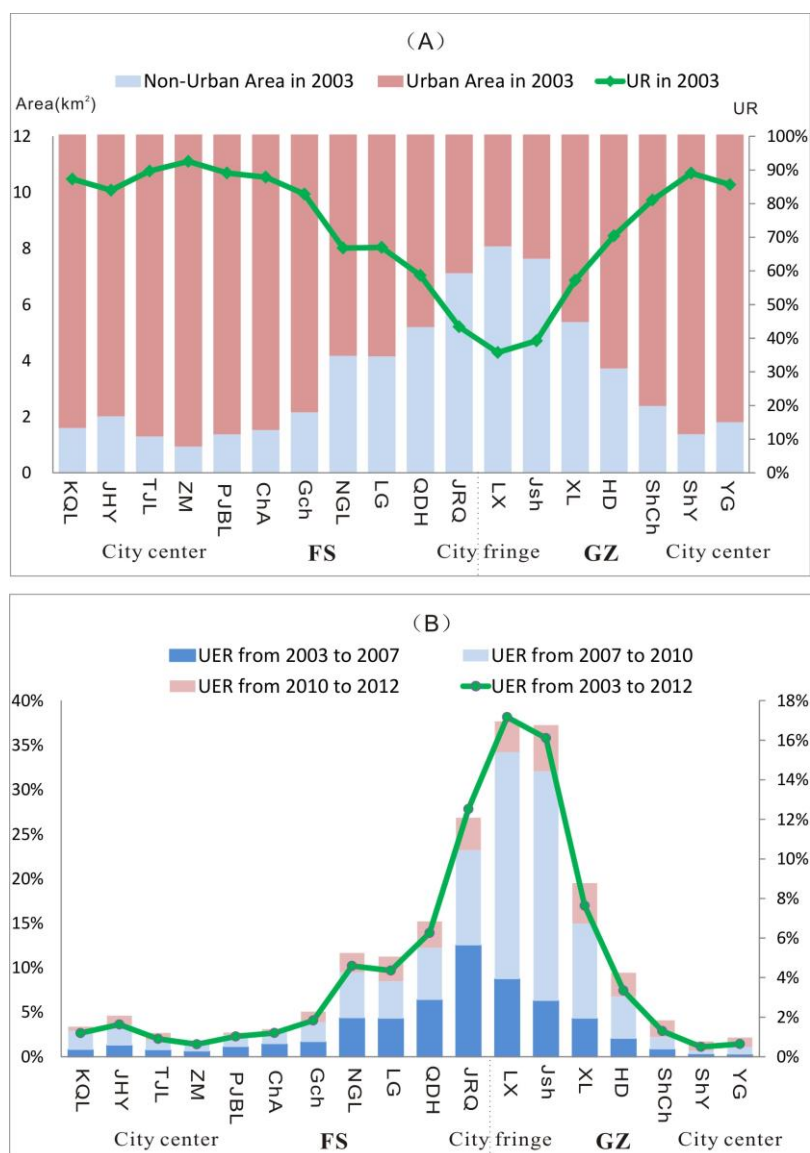 （A）
Non-Urban Area in 2003 Urban Area in 2003 UR in 2003
Area(km²) UR
12 100%
90%
10
80%
8 70%
60%
6 50%
40%
4
30%
2 20%
10%
0 0%
KQL JHY TJL ZM PJBL ChA Gch NGL LG QDH JRQ LX Jsh XL HD ShCh ShY YG
City center FS City fringe GZ City center
（B）
UER from 2003 to 2007 UER from 2007 to 2010
UER from 2010 to 2012 UER from 2003 to 2012
40% 18%
35% 16%
30% 14%
25% 12%
10%
20%
8%
15%
6%
10% 4%
5% 2%
0% 0%
KQL JHY TJL ZM PJBL ChA Gch NGL LG QDH JRQ LX Jsh XL HD ShCh ShY YG
City center FS City fringe GZ City center